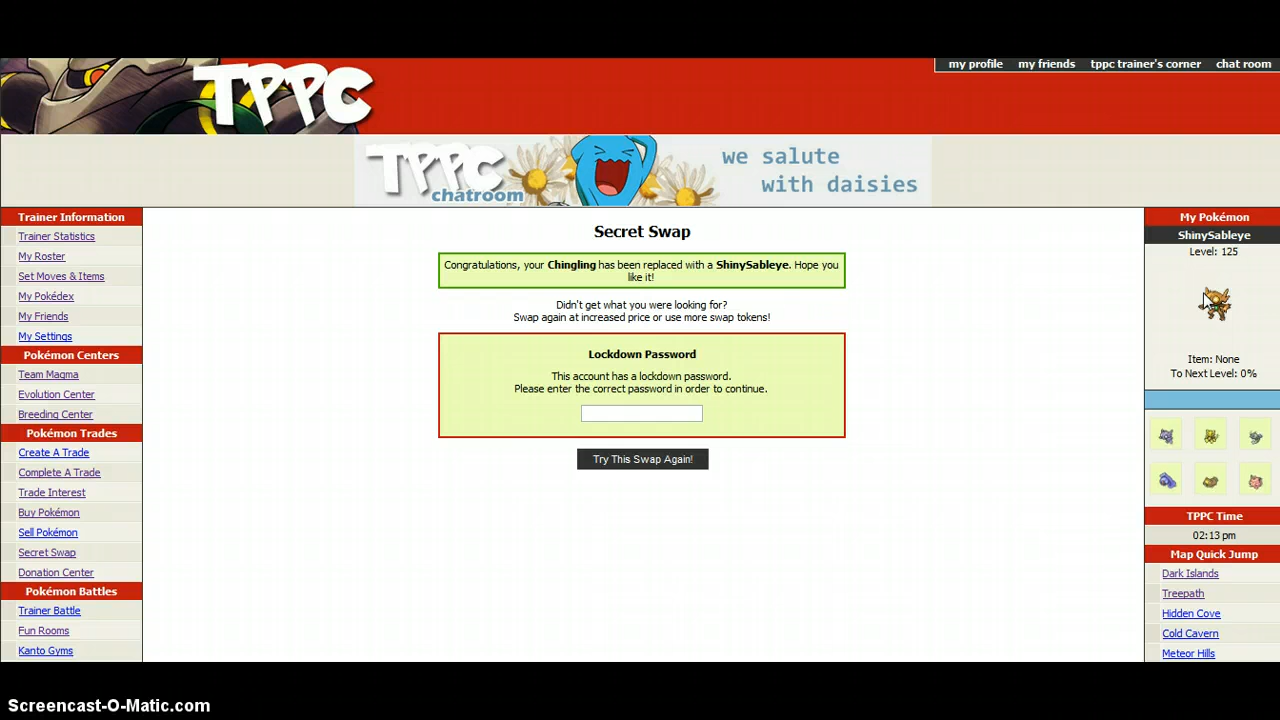 my profile my friends tppc trainer's corner chat room
TPPC
TPPC chatroom
we salute
with daisies
Trainer Information
Trainer Statistics
My Roster
Set Moves & Items
My Pokédex
My Friends
My Settings
Pokémon Centers
Team Magma
Evolution Center
Breeding Center
Pokémon Trades
Create A Trade
Complete A Trade
Trade Interest
Buy Pokémon
Sell Pokémon
Secret Swap
Donation Center
Pokémon Battles
Trainer Battle
Fun Rooms
Kanto Gyms
Secret Swap
Congratulations, your Chingling has been replaced with a ShinySableye. Hope you
like it!
Didn't get what you were looking for?
Swap again at increased price or use more swap tokens!
Lockdown Password
This account has a lockdown password.
Please enter the correct password in order to continue.
Try This Swap Again!
My Pokémon
ShinySableye
Level: 125
Item: None
To Next Level: 0%
TPPC Time
02:13 pm
Map Quick Jump
Dark Islands
Treepath
Hidden Cove
Cold Cavern
Meteor Hills
Screencast-O-Matic.com